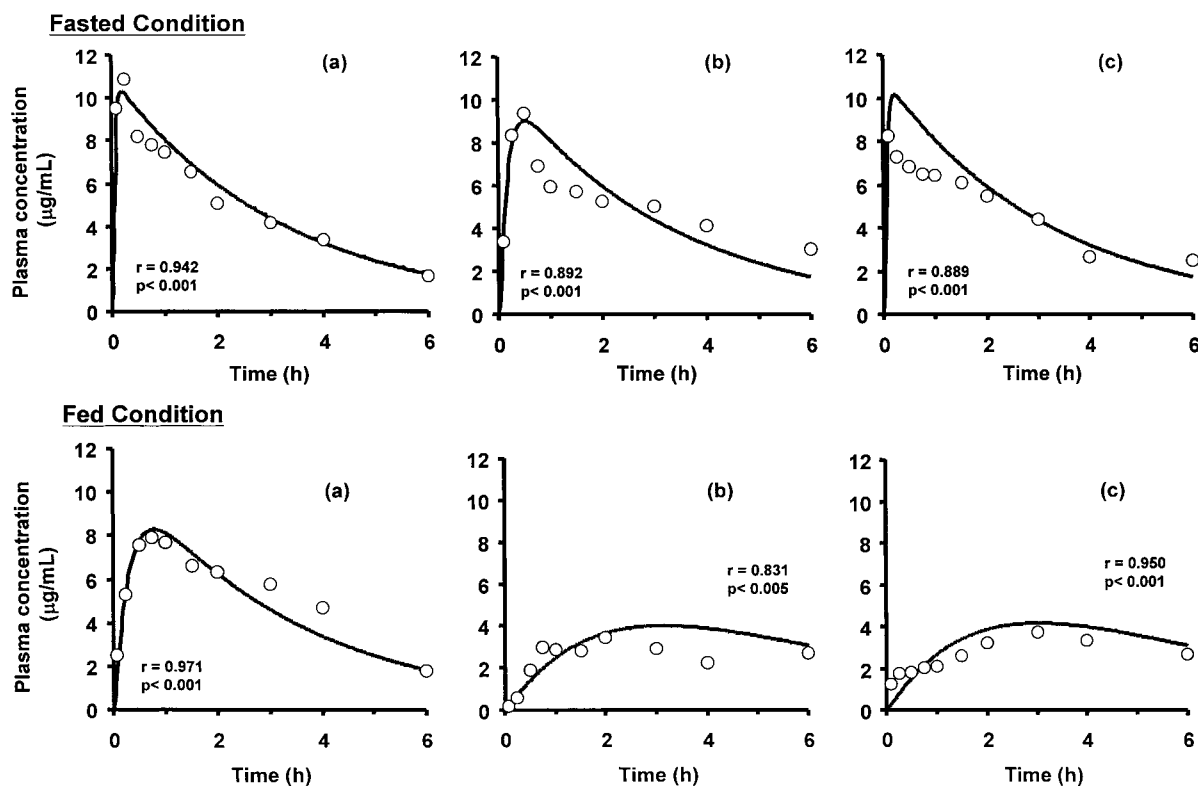 Fasted Condition
(a)
(b)
(c)
Plasma concentration
(µg/mL)
12
10
8
6
4
2
0
r = 0.942
p< 0.001
0 2 4 6
Time (h)
12
10
8
6
4
2
0
r = 0.892
p< 0.001
0 2 4 6
Time (h)
12
10
8
6
4
2
0
r = 0.889
p< 0.001
0 2 4 6
Time (h)
Fed Condition
(a)
(b)
(c)
Plasma concentration
(µg/mL)
12
10
8
6
4
2
0
r = 0.971
p< 0.001
0 2 4 6
Time (h)
12
10
8
6
4
2
0
r = 0.831
p< 0.005
0 2 4 6
Time (h)
12
10
8
6
4
2
0
r = 0.950
p< 0.001
0 2 4 6
Time (h)